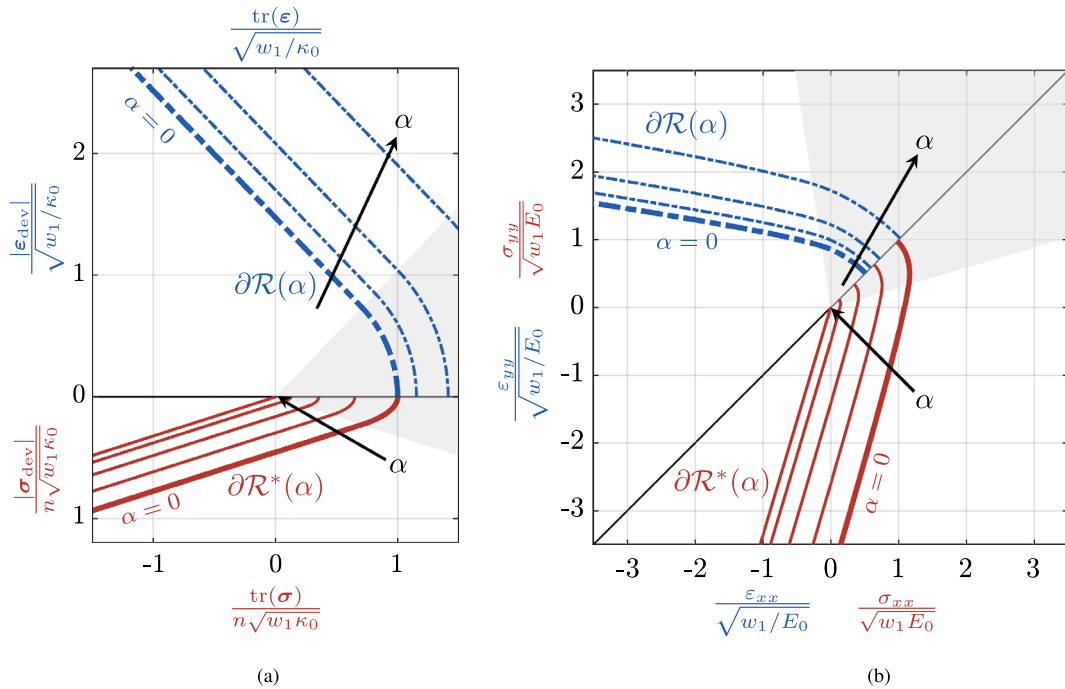 tr(ε)
√w₁/κ₀
|ε_dev|
√w₁/κ₀
2
1
0
1
α = 0
α
∂R(α)
α
∂R*(α)
α = 0
|σ_dev|
n√w₁κ₀
-1
0
1
tr(σ)
n√w₁κ₀
(a)
3
2
1
0
-1
-2
-3
∂R(α)
α
α = 0
σ_yy
√w₁E₀
ε_yy
√w₁/E₀
α
∂R*(α)
α = 0
-3
-2
-1
0
1
2
3
ε_xx
√w₁/E₀
σ_xx
√w₁E₀
(b)